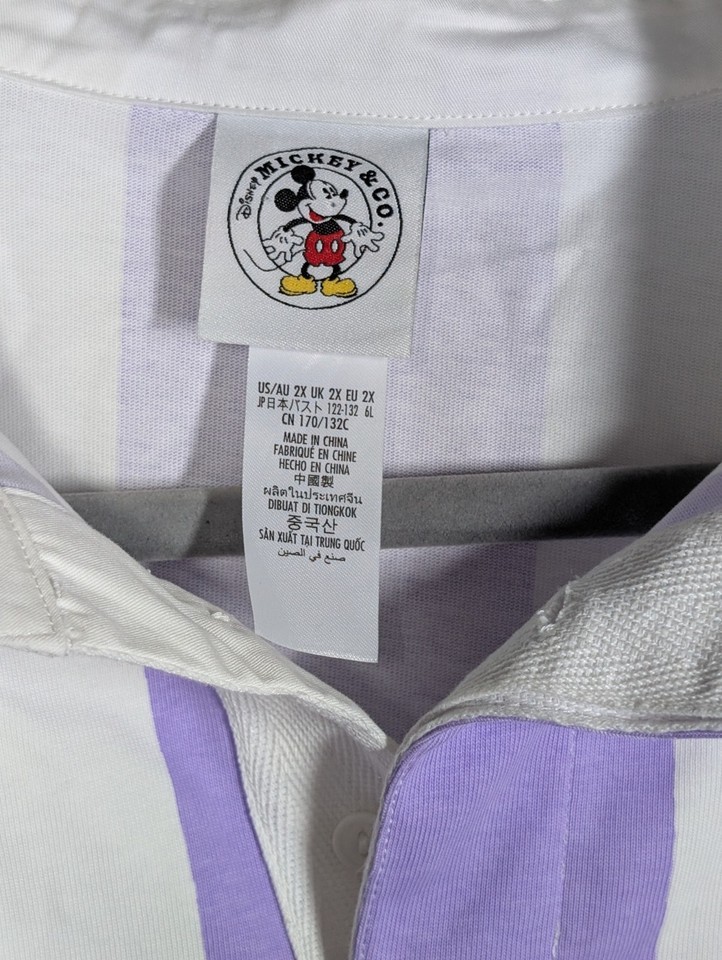 DISNEY MICKEY & CO.
US/AU 2X UK 2X EU 2X
JP日本バスト 122-132 6L
CN 170/132C
MADE IN CHINA
FABRIQUÉ EN CHINE
HECHO EN CHINA
中國製
ผลิตในประเทศจีน
DIBUAT DI TIONGKOK
중국산
SẢN XUẤT TẠI TRUNG QUỐC
صنع في الصين